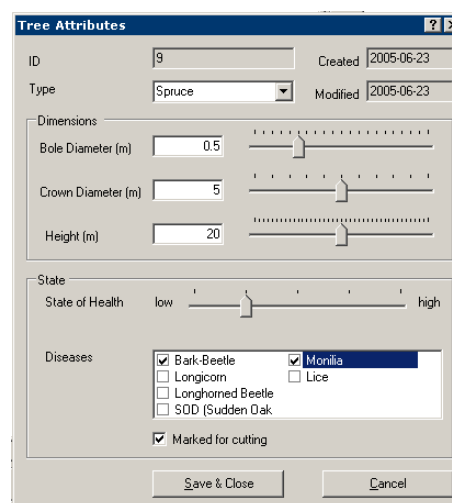 Tree Attributes
ID 9 Created 2005-06-23
Type Spruce Modified 2005-06-23
Dimensions
Bole Diameter (m) 0.5
Crown Diameter (m) 5
Height (m) 20
State
State of Health low high
Diseases Bark-Beetle Monilia
Longicorn Lice
Longhorned Beetle
SOD (Sudden Oak
Marked for cutting
Save & Close Cancel